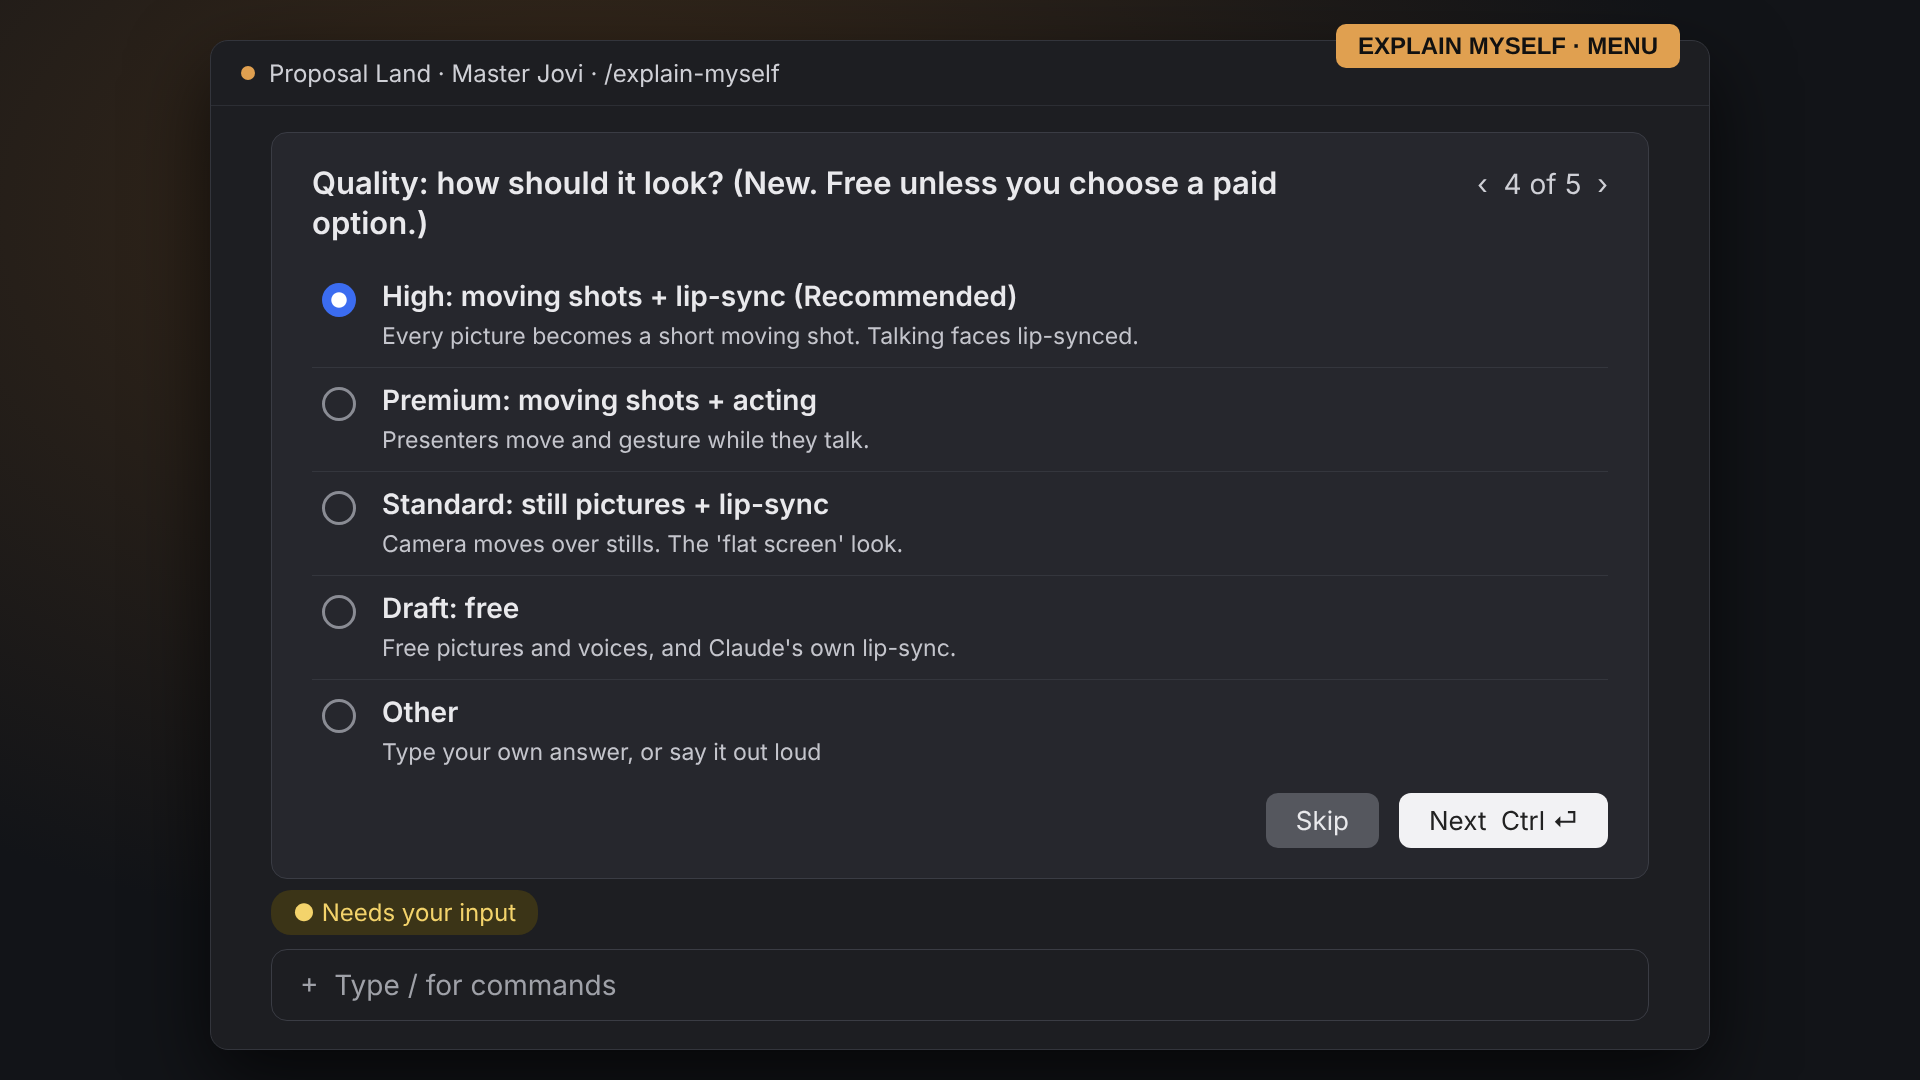 EXPLAIN MYSELF · MENU
Proposal Land · Master Jovi · /explain-myself
Quality: how should it look? (New. Free unless you choose a paid
option.)
‹ 4 of 5 ›
High: moving shots + lip-sync (Recommended)
Every picture becomes a short moving shot. Talking faces lip-synced.
Premium: moving shots + acting
Presenters move and gesture while they talk.
Standard: still pictures + lip-sync
Camera moves over stills. The 'flat screen' look.
Draft: free
Free pictures and voices, and Claude's own lip-sync.
Other
Type your own answer, or say it out loud
Skip
Next Ctrl ⏎
Needs your input
+ Type / for commands